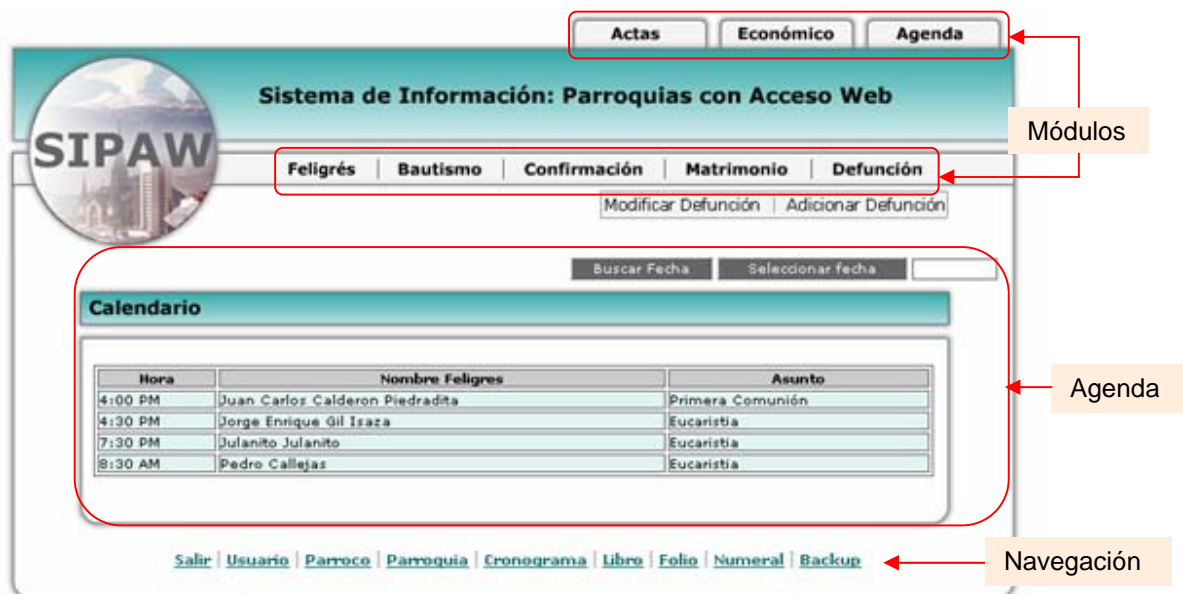 Actas Económico Agenda
Sistema de Información: Parroquias con Acceso Web
Módulos
SIPAW
Feligrés | Bautismo | Confirmación | Matrimonio | Defunción
Modificar Defunción | Adicionar Defunción
Buscar Fecha Seleccionar fecha
Calendario
Hora Nombre Feligres Asunto
4:00 PM Juan Carlos Calderon Piedradita Primera Comunión
Agenda
4:30 PM Jorge Enrique Gil Isaza Eucaristia
7:30 PM Julanito Julanito Eucaristia
8:30 AM Pedro Callejas Eucaristia
Salir | Usuario | Parroco | Parroquia | Cronograma | Libro | Folio | Numeral | Backup
Navegación